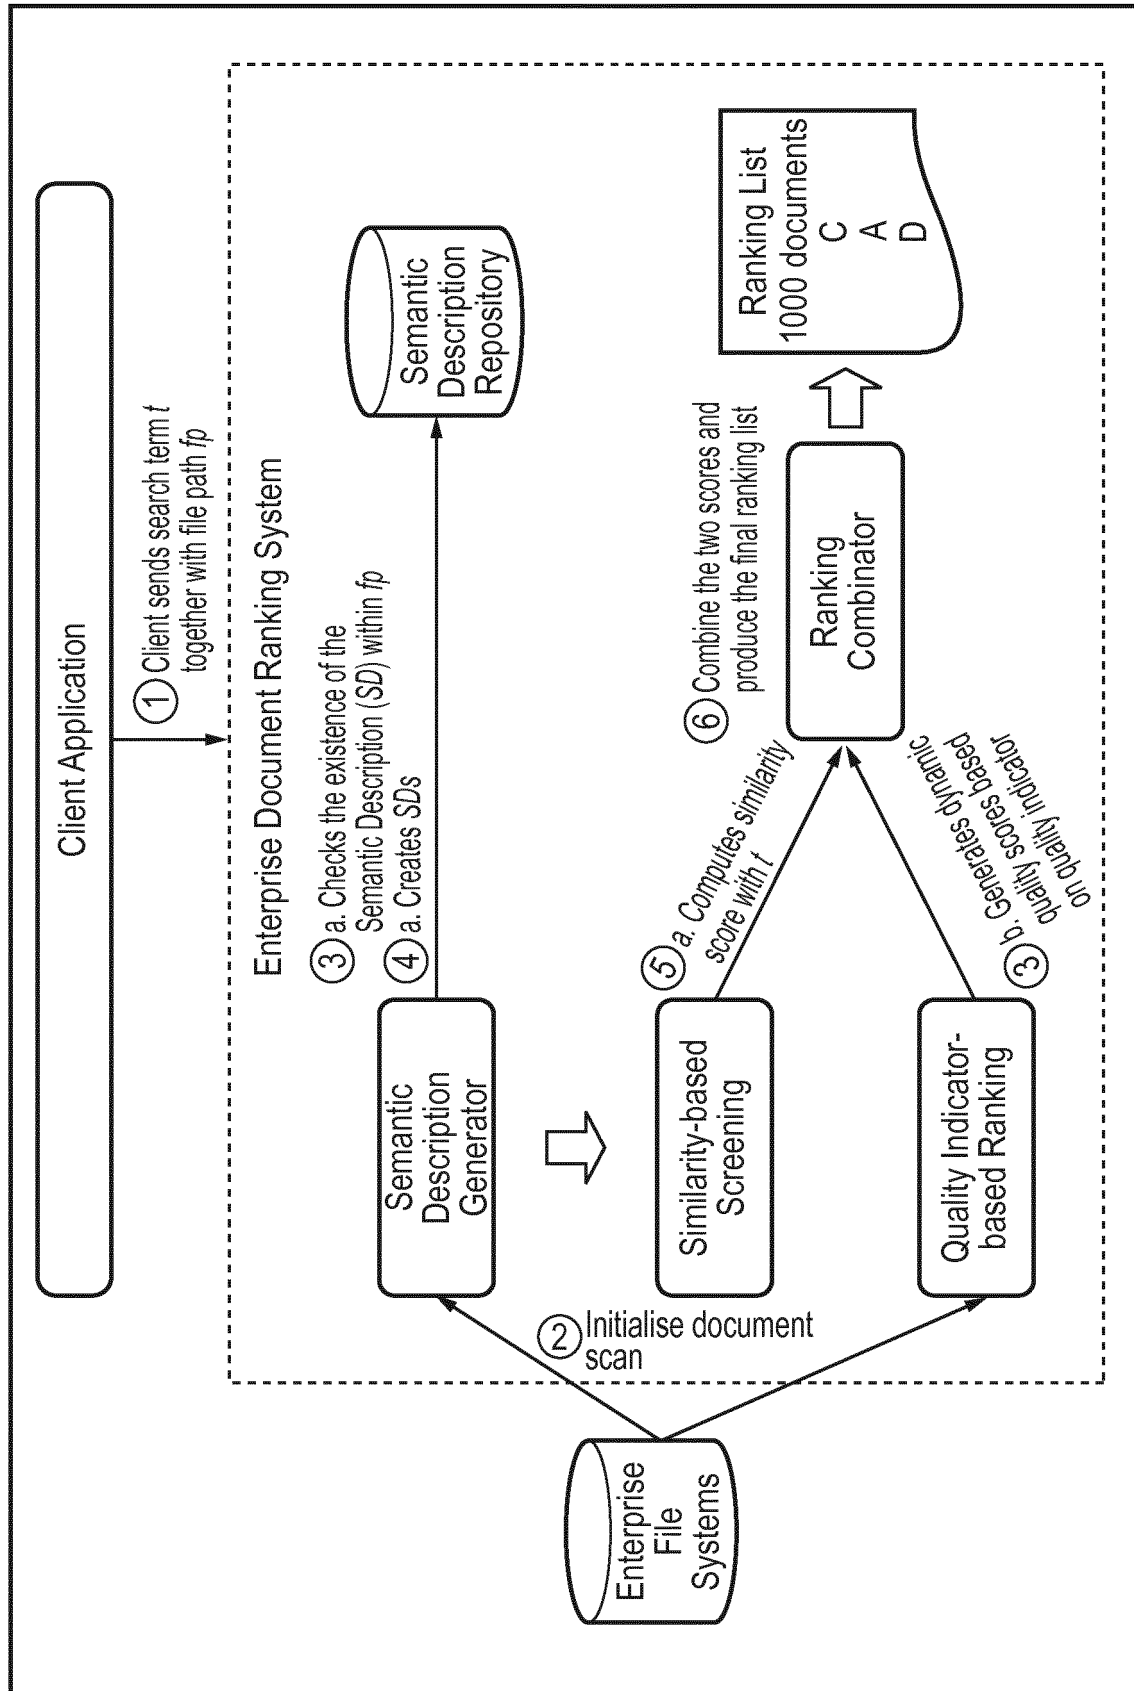 Client Application
① Client sends search term t
together with file path fp
Enterprise Document Ranking System
③ a. Checks the existence of the
Semantic Description (SD) within fp
④ a. Creates SDs
Semantic
Description
Generator
Semantic
Description
Repository
② Initialise document
scan
Enterprise
File
Systems
Similarity-based
Screening
⑤ a. Computes similarity
score with t
⑥ Combine the two scores and
produce the final ranking list
Ranking
Combinator
Ranking List
1000 documents
C
A
D
Quality Indicator-
based Ranking
③ b. Generates dynamic
quality scores based
on quality indicator